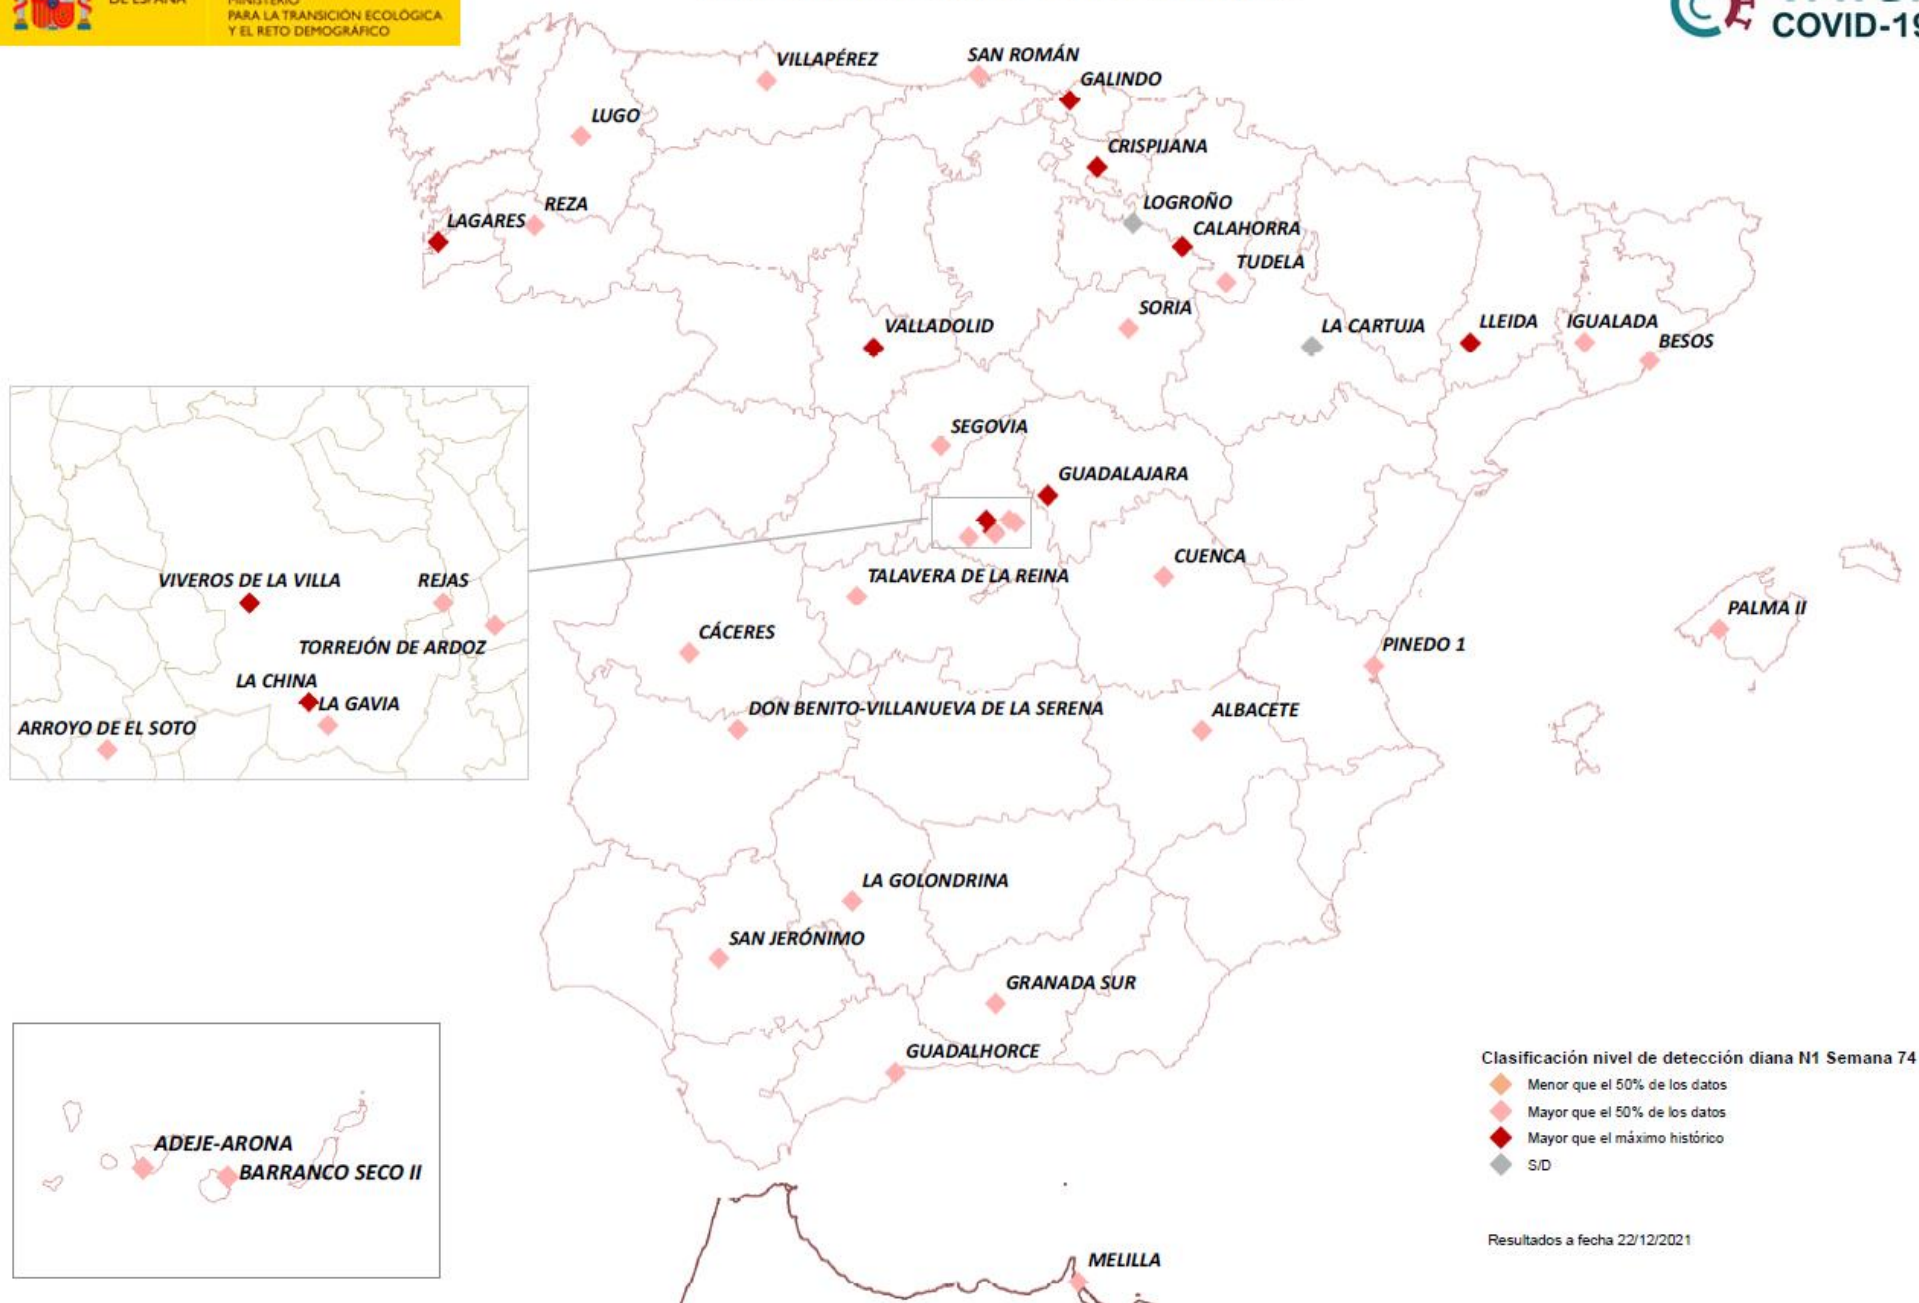 DE ESPAÑA
MINISTERIO
PARA LA TRANSICIÓN ECOLÓGICA
Y EL RETO DEMOGRÁFICO
COVID-19
VILLAPÉREZ
SAN ROMÁN
GALINDO
LUGO
CRISPIJANA
REZA
LAGARES
LOGROÑO
CALAHORRA
TUDELA
SORIA
VALLADOLID
LA CARTUJA
LLEIDA
IGUALADA
BESOS
SEGOVIA
GUADALAJARA
CUENCA
TALAVERA DE LA REINA
VIVEROS DE LA VILLA
REJAS
TORREJÓN DE ARDOZ
LA CHINA
LA GAVIA
ARROYO DE EL SOTO
CÁCERES
PALMA II
PINEDO 1
DON BENITO-VILLANUEVA DE LA SERENA
ALBACETE
LA GOLONDRINA
SAN JERÓNIMO
GRANADA SUR
GUADALHORCE
ADEJE-ARONA
BARRANCO SECO II
MELILLA
Clasificación nivel de detección diana N1 Semana 74
Menor que el 50% de los datos
Mayor que el 50% de los datos
Mayor que el máximo histórico
S/D
Resultados a fecha 22/12/2021